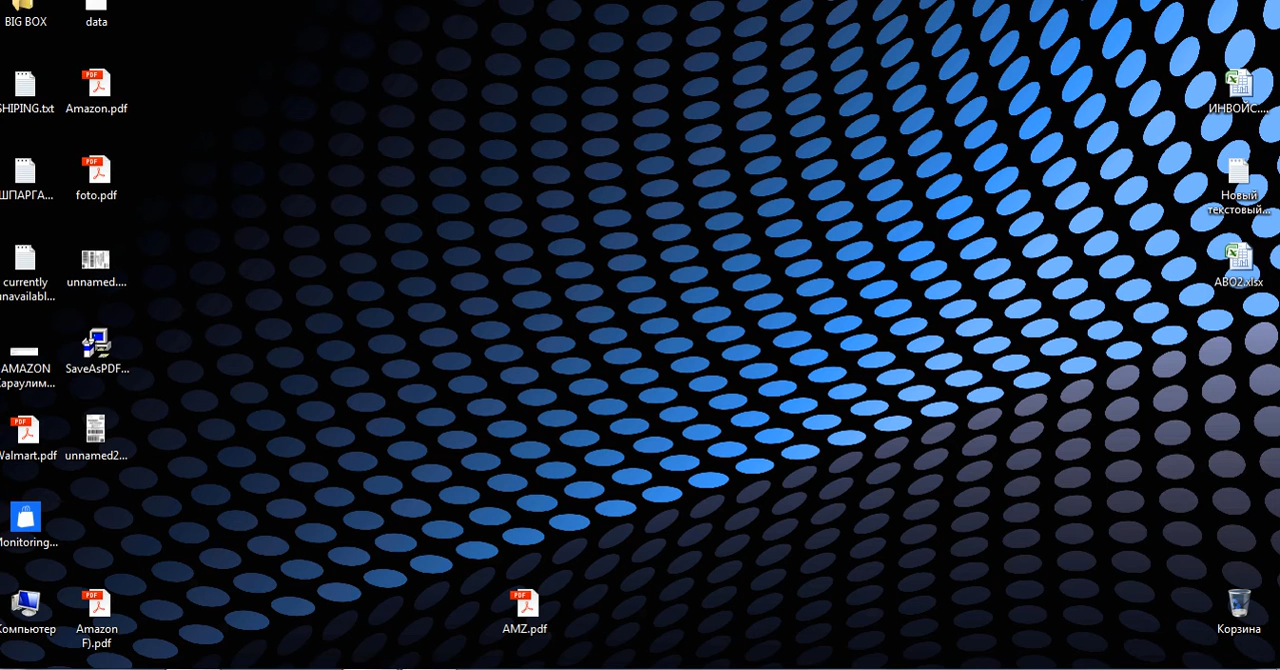 BIG BOX
data
SHIPING.txt
Amazon.pdf
ШПАРГА...
foto.pdf
currently
unavailabl...
unnamed....
AMAZON
Караулим...
SaveAsPDF...
Walmart.pdf
unnamed2...
Monitoring...
Компьютер
Amazon
F).pdf
AMZ.pdf
ИНВОЙС....
Новый
текстовый...
ABO2.xlsx
Корзина